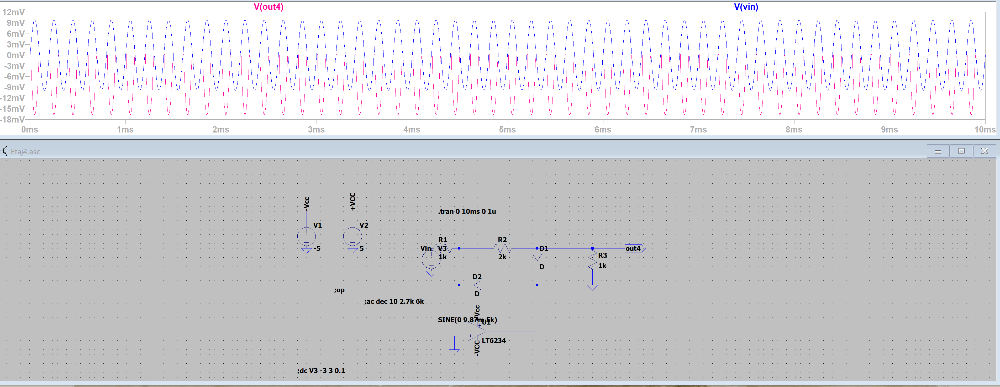 V(out4) V(vin)
12mV
9mV
6mV
3mV
0mV
-3mV
-6mV
-9mV
-12mV
-15mV
-18mV
0ms 1ms 2ms 3ms 4ms 5ms 6ms 7ms 8ms 9ms 10ms
Etaj4.asc
-Vcc
+VCC
.tran 0 10ms 0 1u
V1
V2
-5
5
R1
R2
Vin
V3
D1
out4
1k
2k
R3
D
1k
D2
;op
D
;ac dec 10 2.7k 6k
+Vcc
SINE(0 9.87m 5k)
U1
LT6234
-VCC
;dc V3 -3 3 0.1